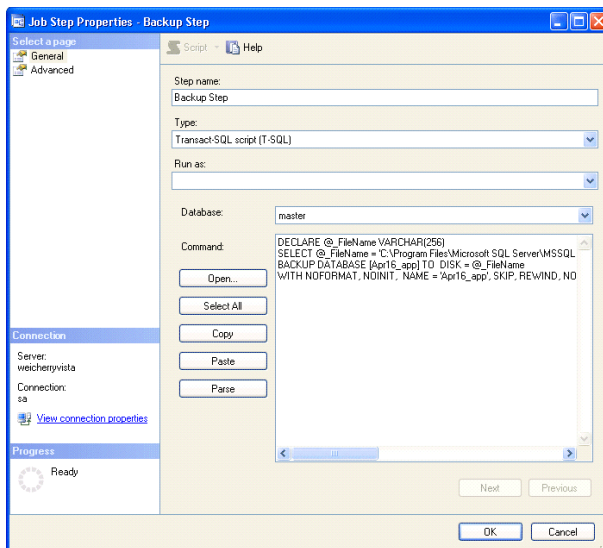 Job Step Properties - Backup Step
Select a page
General
Advanced
Script
Help
Step name:
Backup Step
Type:
Transact-SQL script (T-SQL)
Run as:
Database:
master
Command:
DECLARE @_FileName VARCHAR(256)
SELECT @_FileName = 'C:\Program Files\Microsoft SQL Server\MSSQL
BACKUP DATABASE [Apr16_app] TO DISK = @_FileName
WITH NOFORMAT, NOINIT, NAME = 'Apr16_app', SKIP, REWIND, NO
Open...
Select All
Copy
Paste
Parse
Connection
Server:
weicherryvista
Connection:
sa
View connection properties
Progress
Ready
Next
Previous
OK
Cancel